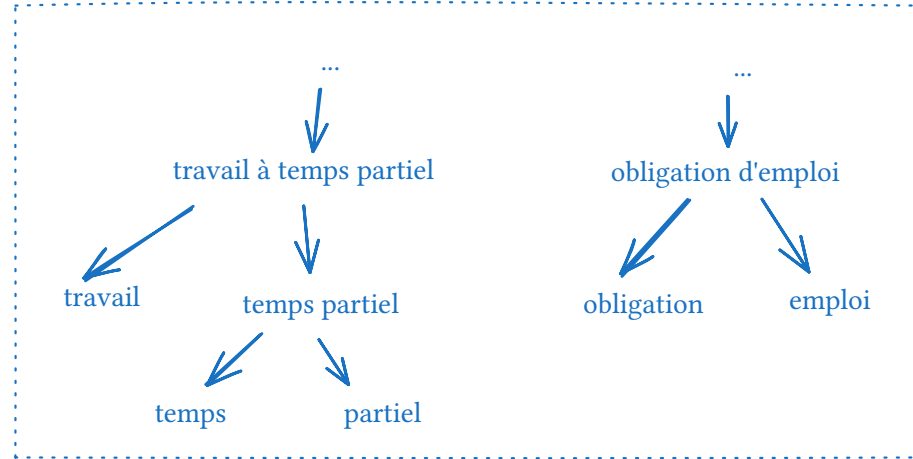 ...
...
travail à temps partiel
obligation d'emploi
travail
temps partiel
obligation
emploi
temps
partiel